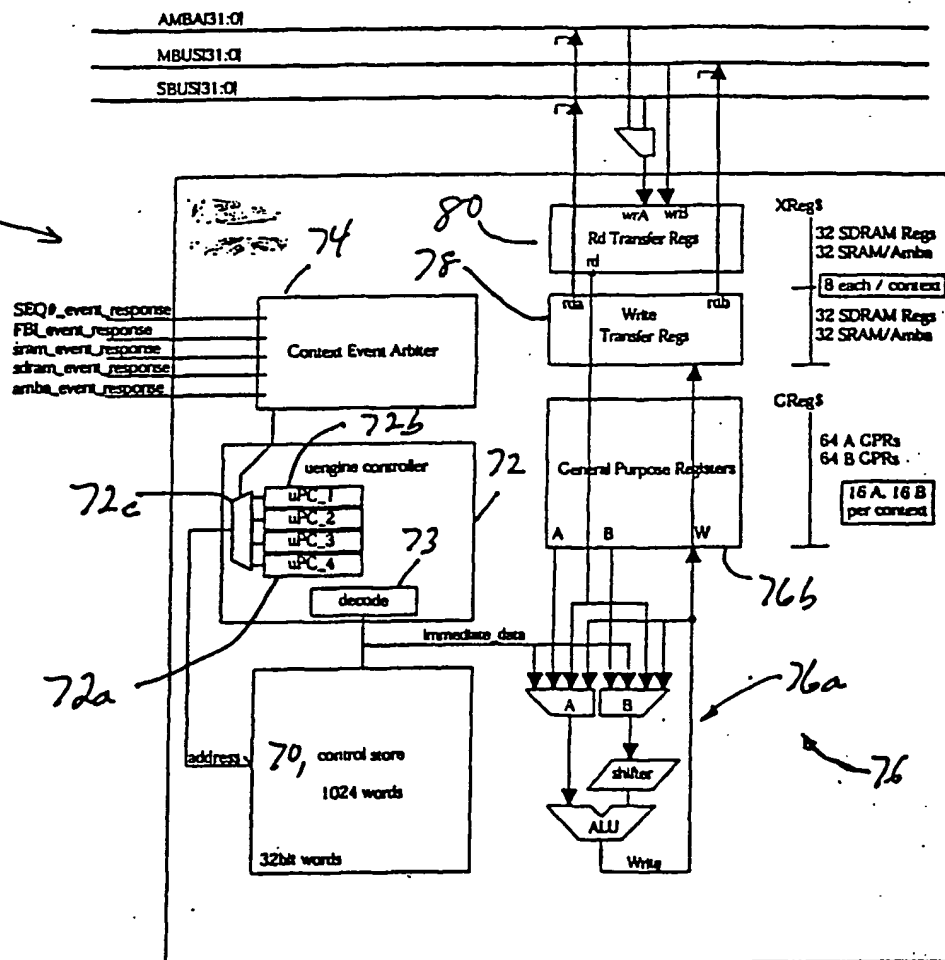 AMBA[31:0]
MBUS[31:0]
SBUS[31:0]
80
wrA wrB
Rd Transfer Regs
rd
XRegs
32 SDRAM Regs
32 SRAM/Amba
8 each / context
32 SDRAM Regs
32 SRAM/Amba
74
78
rda
rdb
Write
Transfer Regs
SEQ#_event_response
FBI_event_response
sram_event_response
sdram_event_response
amba_event_response
Context Event Arbiter
GRegs
64 A GPRs
64 B GPRs
16 A, 16 B
per context
General Purpose Registers
A B W
76b
72b
uengine controller
72
72c
uPC_1
uPC_2
uPC_3
uPC_4
73
decode
immediate_data
72a
76a
76
A B
shifter
ALU
Write
address
70, control store
1024 words
32bit words